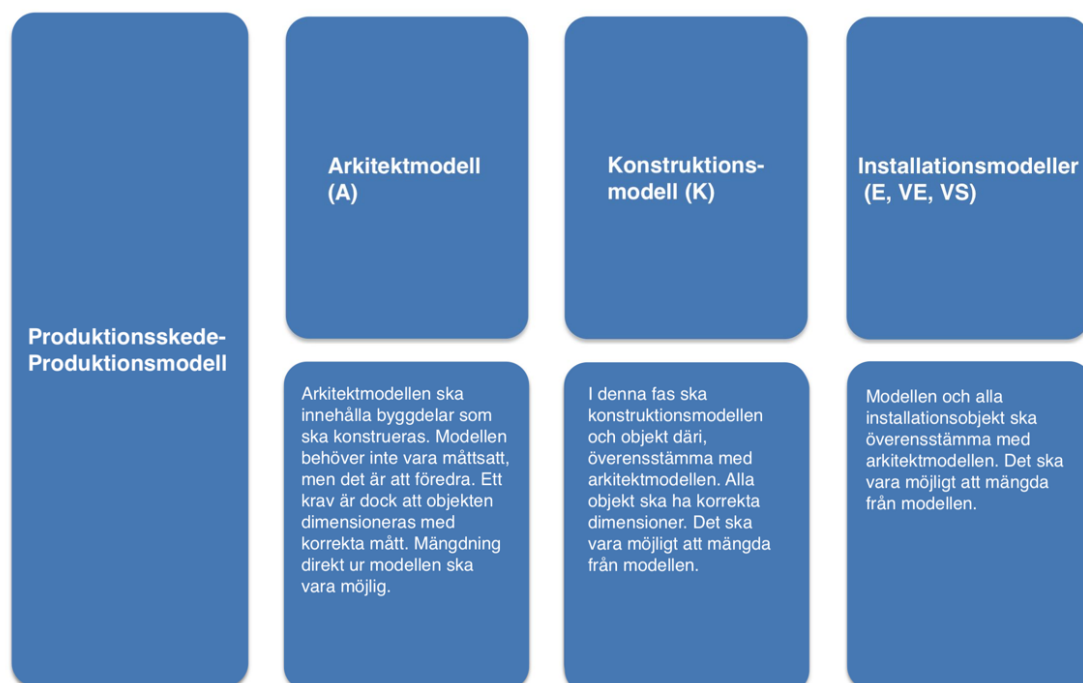 Produktionsskede-
Produktionsmodell
Arkitektmodell
(A)
Arkitektmodellen ska
innehålla byggdelar som
ska konstrueras. Modellen
behöver inte vara måttsatt,
men det är att föredra. Ett
krav är dock att objekten
dimensioneras med
korrekta mått. Mängdning
direkt ur modellen ska
vara möjlig.
Konstruktions-
modell (K)
I denna fas ska
konstruktionsmodellen
och objekt däri,
överensstämma med
arkitektmodellen. Alla
objekt ska ha korrekta
dimensioner. Det ska
vara möjligt att mängda
från modellen.
Installationsmodeller
(E, VE, VS)
Modellen och alla
installationsobjekt ska
överensstämma med
arkitektmodellen. Det ska
vara möjligt att mängda
från modellen.